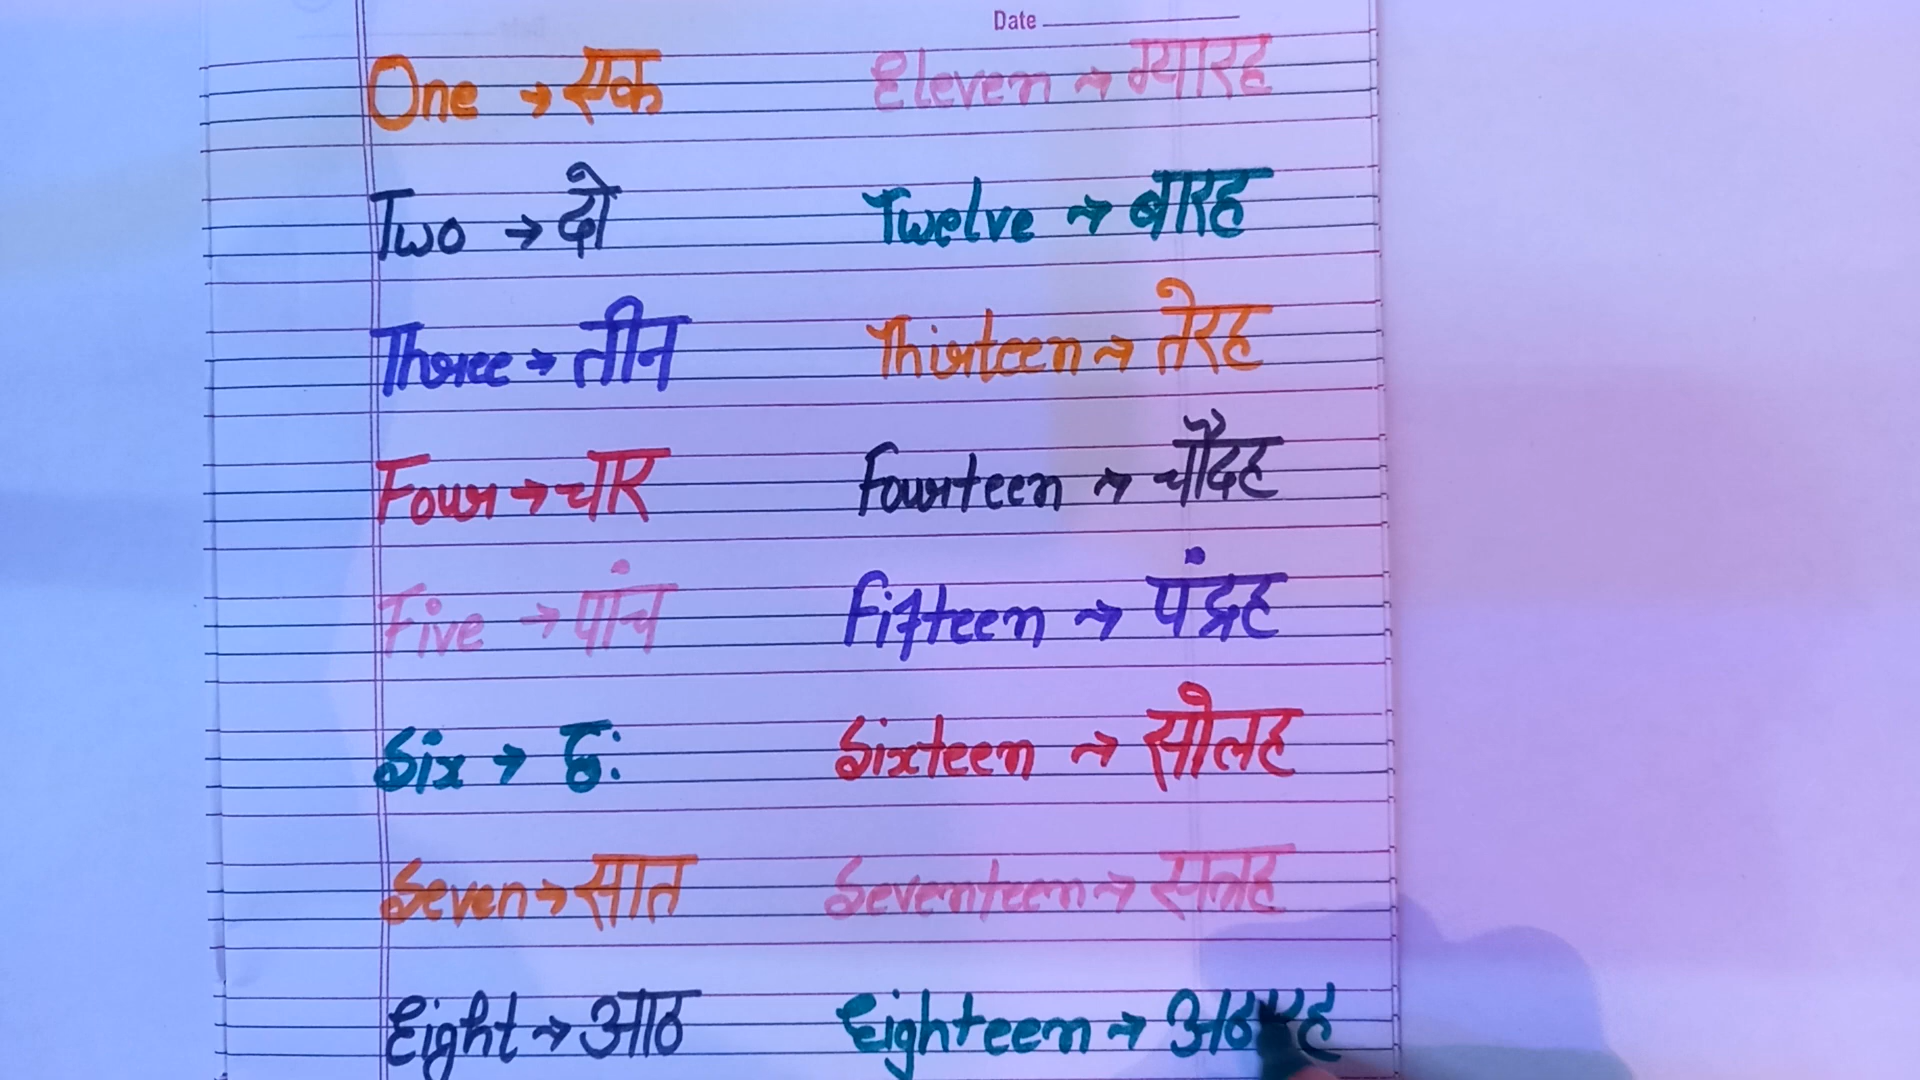 Date
One → एक
Eleven → ग्यारह
Two → दो
Twelve → बारह
Three → तीन
Thirteen → तेरह
Four → चार
Fourteen → चौदह
Five → पांच
Fifteen → पंद्रह
Six → छ:
Sixteen → सोलह
Seven → सात
Seventeen → सत्रह
Eight → आठ
Eighteen →